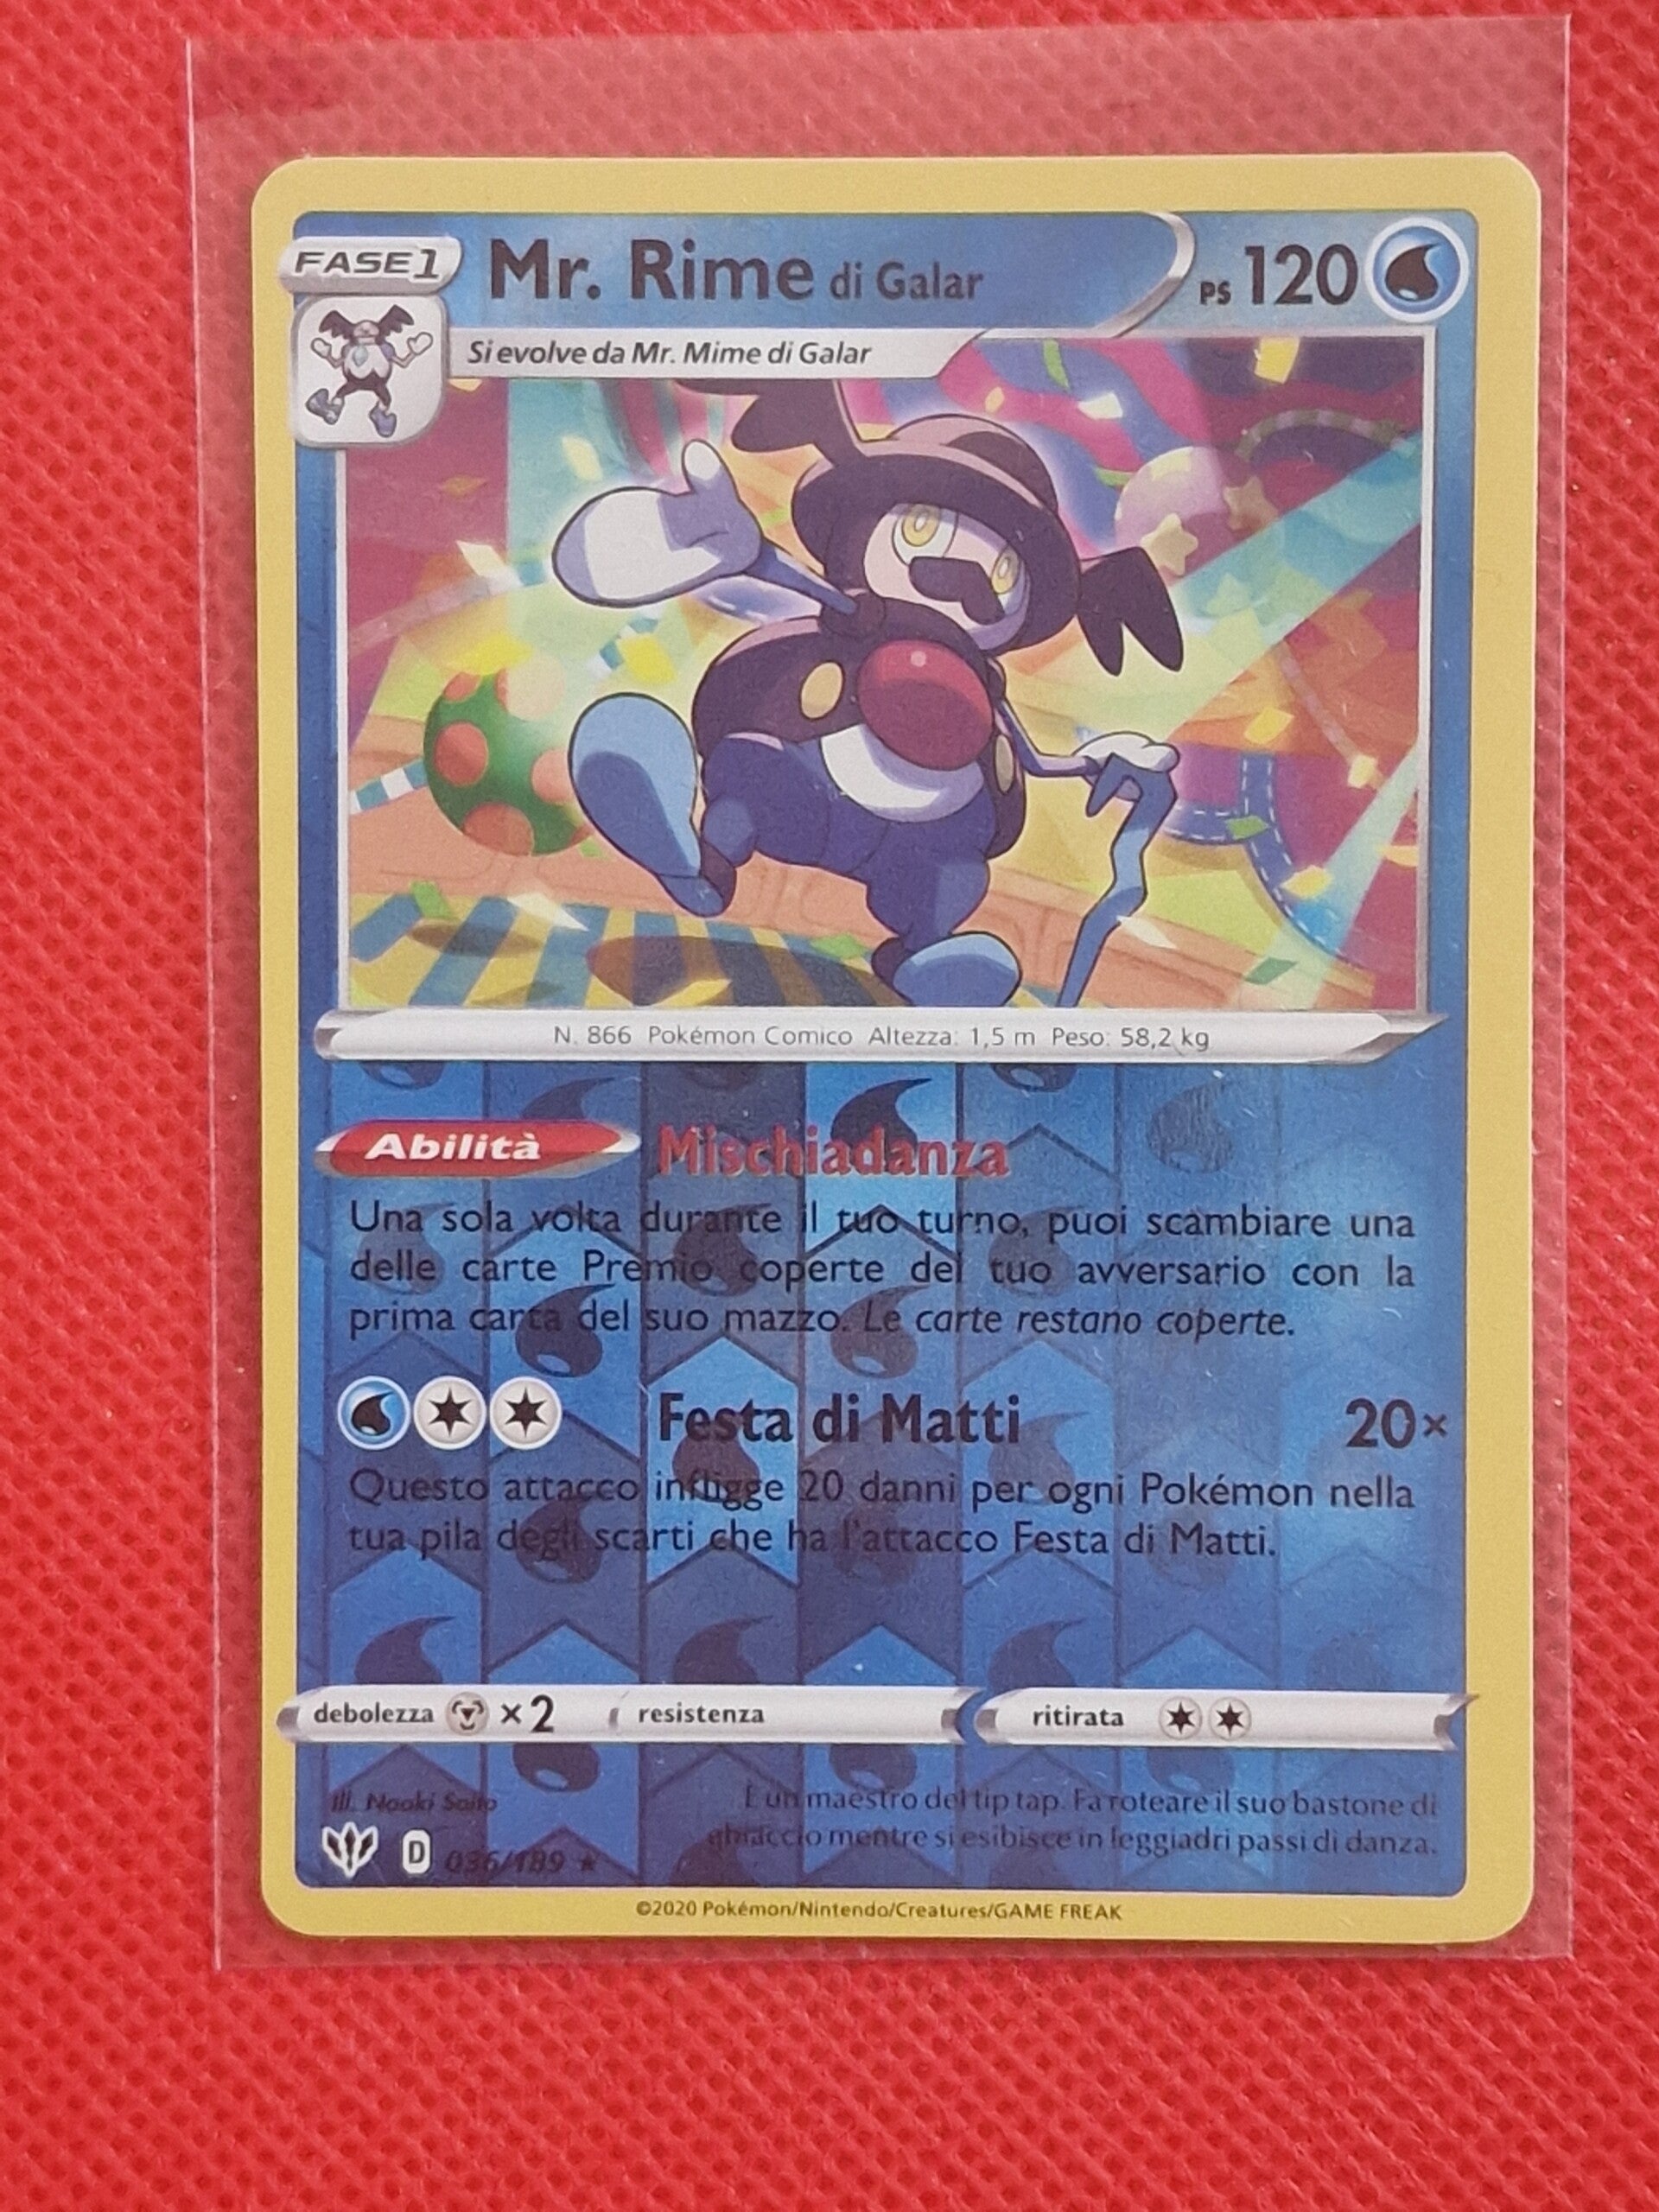 FASE 1
Mr. Rime di Galar
PS 120
Si evolve da Mr. Mime di Galar
N. 866 Pokémon Comico Altezza: 1,5 m Peso: 58,2 kg
Abilità Mischiadanza
Una sola volta durante il tuo turno, puoi scambiare una
delle carte Premio coperte del tuo avversario con la
prima carta del suo mazzo. Le carte restano coperte.
Festa di Matti 20×
Questo attacco infligge 20 danni per ogni Pokémon nella
tua pila degli scarti che ha l'attacco Festa di Matti.
debolezza ×2 resistenza ritirata
Ill. Naoki Saito
È un maestro del tip tap. Fa roteare il suo bastone di
ghiaccio mentre si esibisce in leggiadri passi di danza.
D 036/189 ★
©2020 Pokémon/Nintendo/Creatures/GAME FREAK